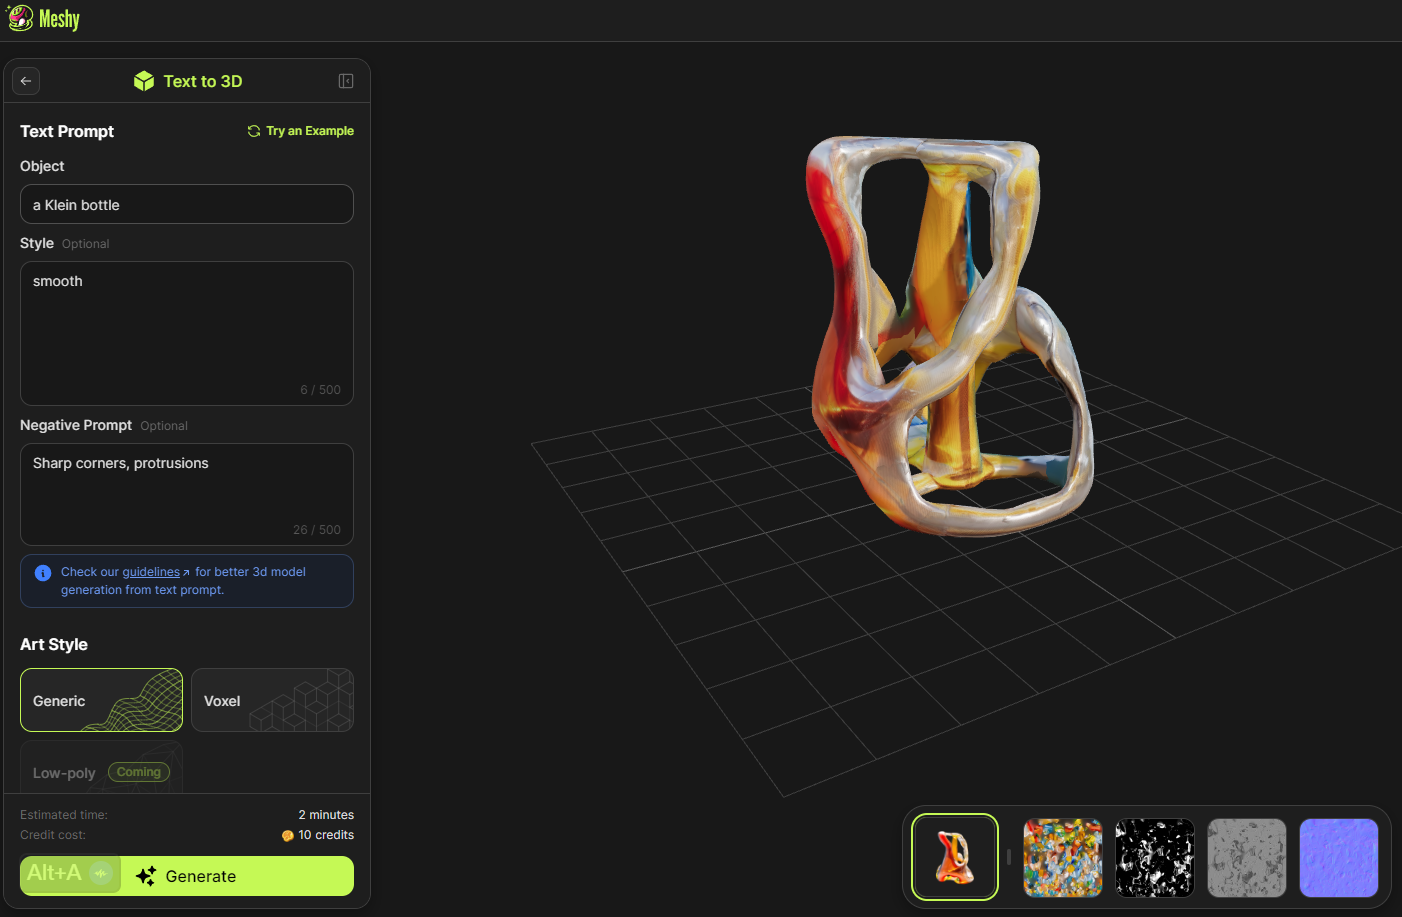 Meshy
Text to 3D
Text Prompt
Try an Example
Object
a Klein bottle
Style Optional
smooth
6 / 500
Negative Prompt Optional
Sharp corners, protrusions
26 / 500
Check our guidelines for better 3d model
generation from text prompt.
Art Style
Generic
Voxel
Low-poly
Coming
Estimated time: 2 minutes
Credit cost: 10 credits
Alt+A
Generate